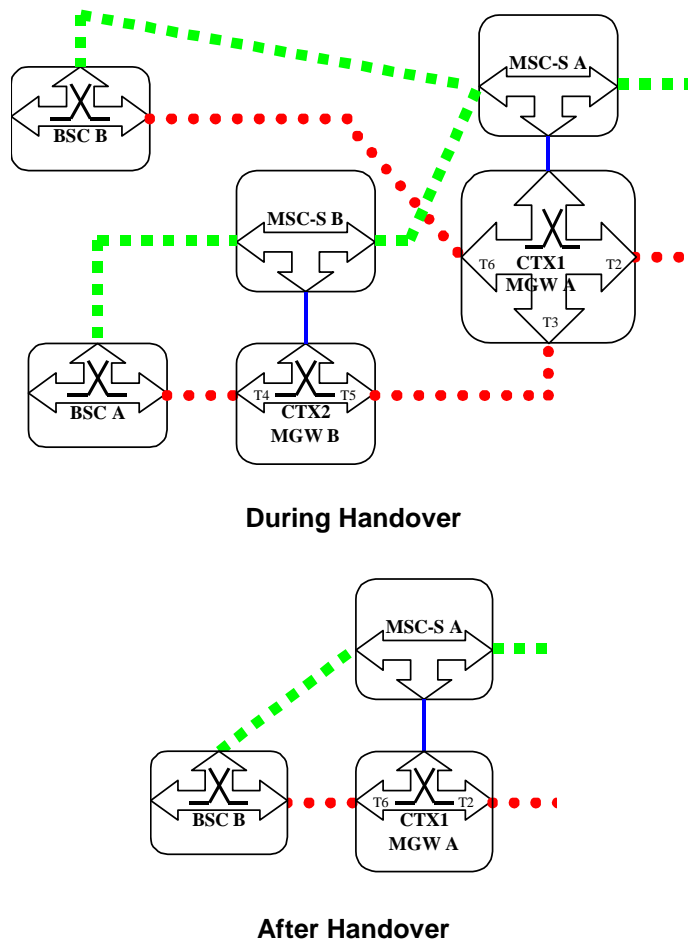 MSC-S A
BSC B
MSC-S B
T6
CTX1
T2
MGW A
T3
BSC A
T4
CTX2
T5
MGW B
During Handover
MSC-S A
BSC B
T6
CTX1
T2
MGW A
After Handover